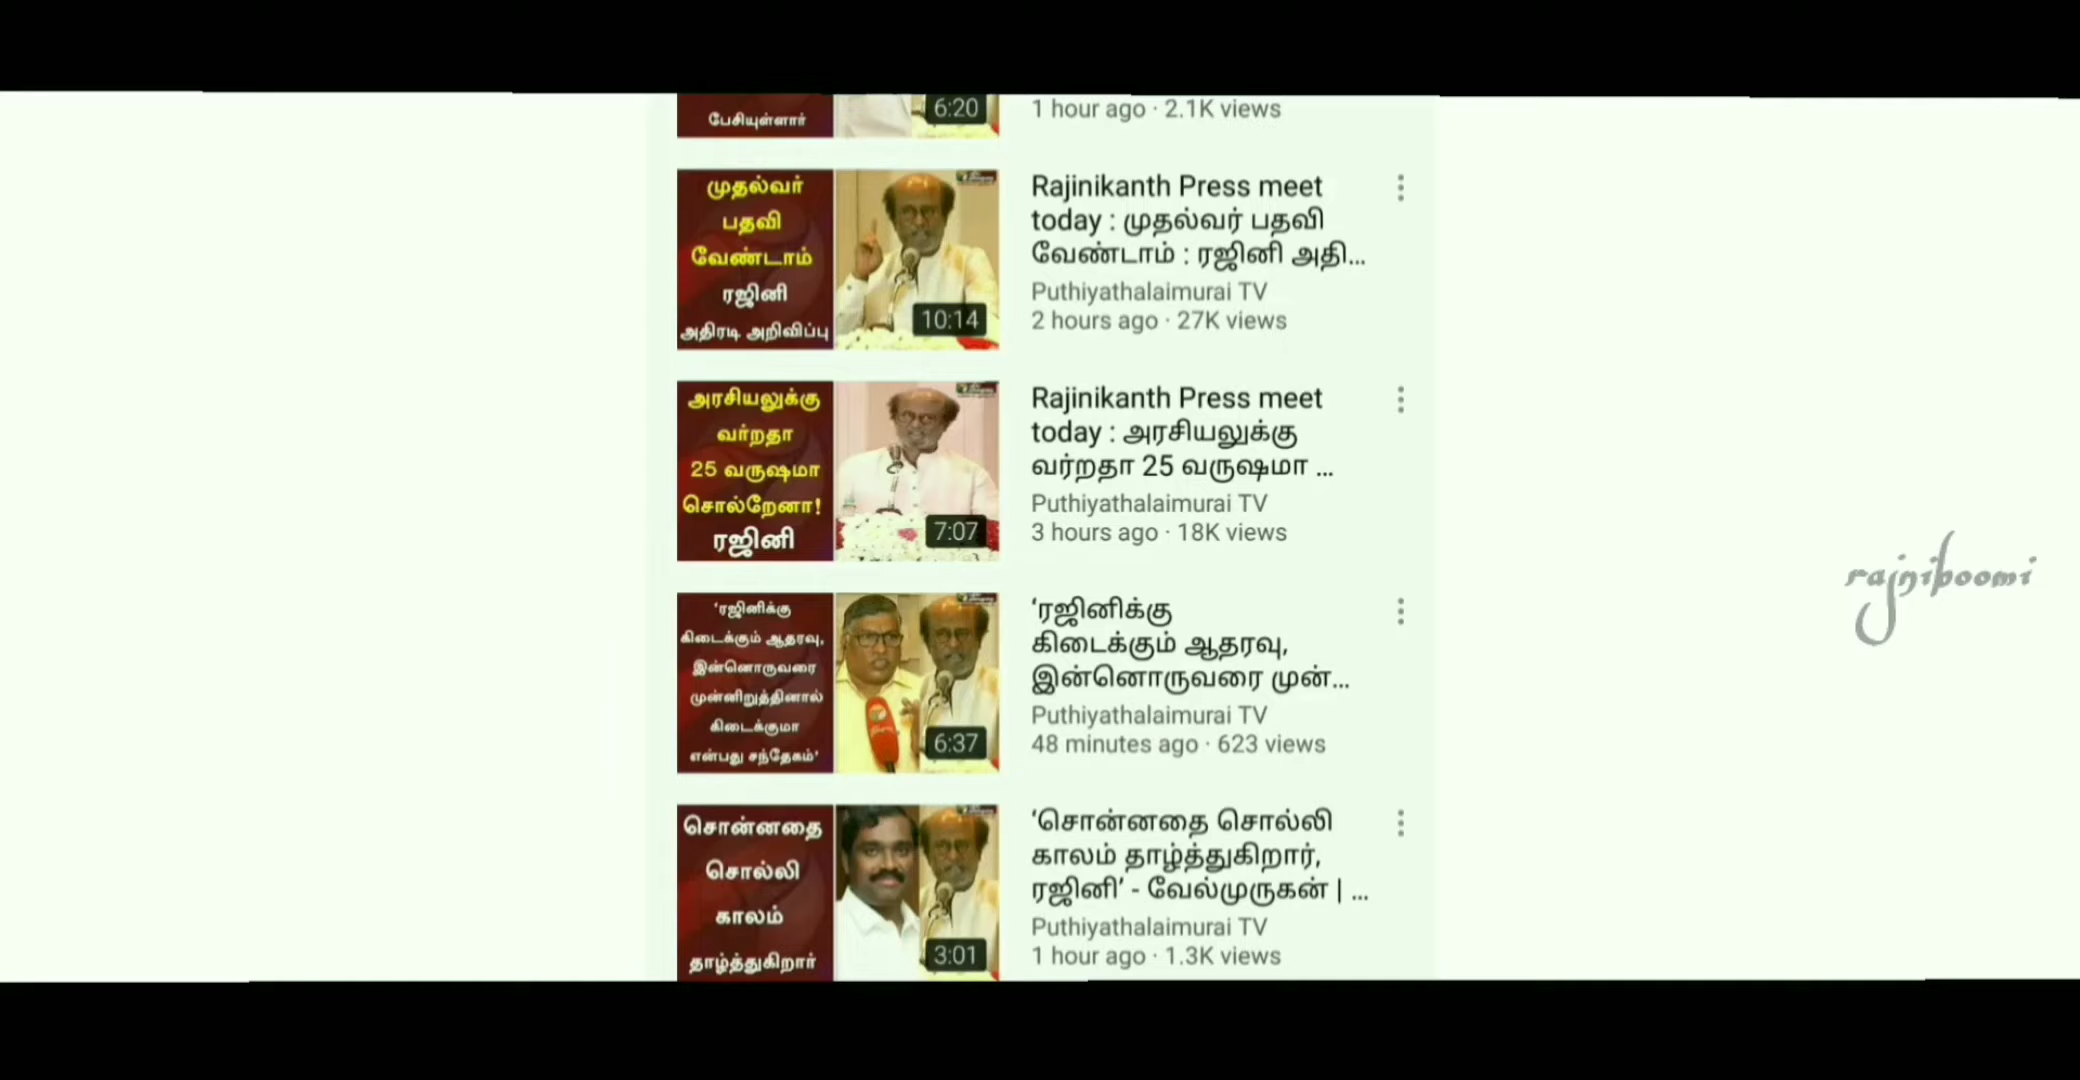 பேசியுள்ளார்
6:20
1 hour ago · 2.1K views
முதல்வர்
பதவி
வேண்டாம்
ரஜினி
அதிரடி அறிவிப்பு
10:14
Rajinikanth Press meet
today : முதல்வர் பதவி
வேண்டாம் : ரஜினி அதி...
Puthiyathalaimurai TV
2 hours ago · 27K views
அரசியலுக்கு
வர்றதா
25 வருஷமா
சொல்றேனா!
ரஜினி
7:07
Rajinikanth Press meet
today : அரசியலுக்கு
வர்றதா 25 வருஷமா ...
Puthiyathalaimurai TV
3 hours ago · 18K views
‘ரஜினிக்கு
கிடைக்கும் ஆதரவு,
இன்னொருவரை
முன்னிறுத்தினால்
கிடைக்குமா
என்பது சந்தேகம்’
6:37
‘ரஜினிக்கு
கிடைக்கும் ஆதரவு,
இன்னொருவரை முன்...
Puthiyathalaimurai TV
48 minutes ago · 623 views
சொன்னதை
சொல்லி
காலம்
தாழ்த்துகிறார்
3:01
‘சொன்னதை சொல்லி
காலம் தாழ்த்துகிறார்,
ரஜினி’ - வேல்முருகன் | ...
Puthiyathalaimurai TV
1 hour ago · 1.3K views
rajniboomi